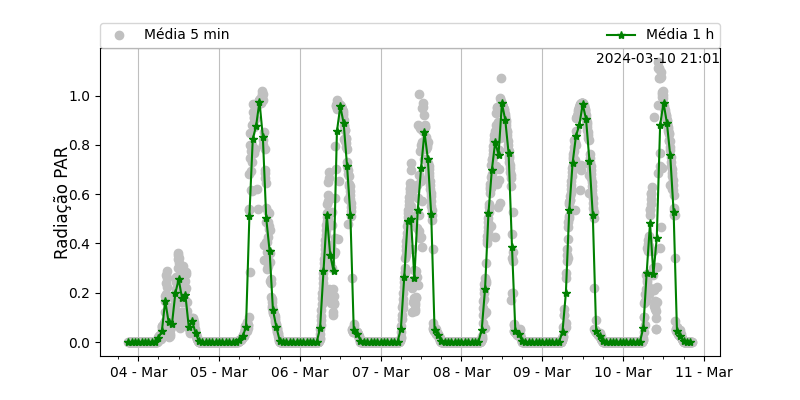 Média 5 min
Média 1 h
2024-03-10 21:01
Radiação PAR
1.0
0.8
0.6
0.4
0.2
0.0
04 - Mar
05 - Mar
06 - Mar
07 - Mar
08 - Mar
09 - Mar
10 - Mar
11 - Mar